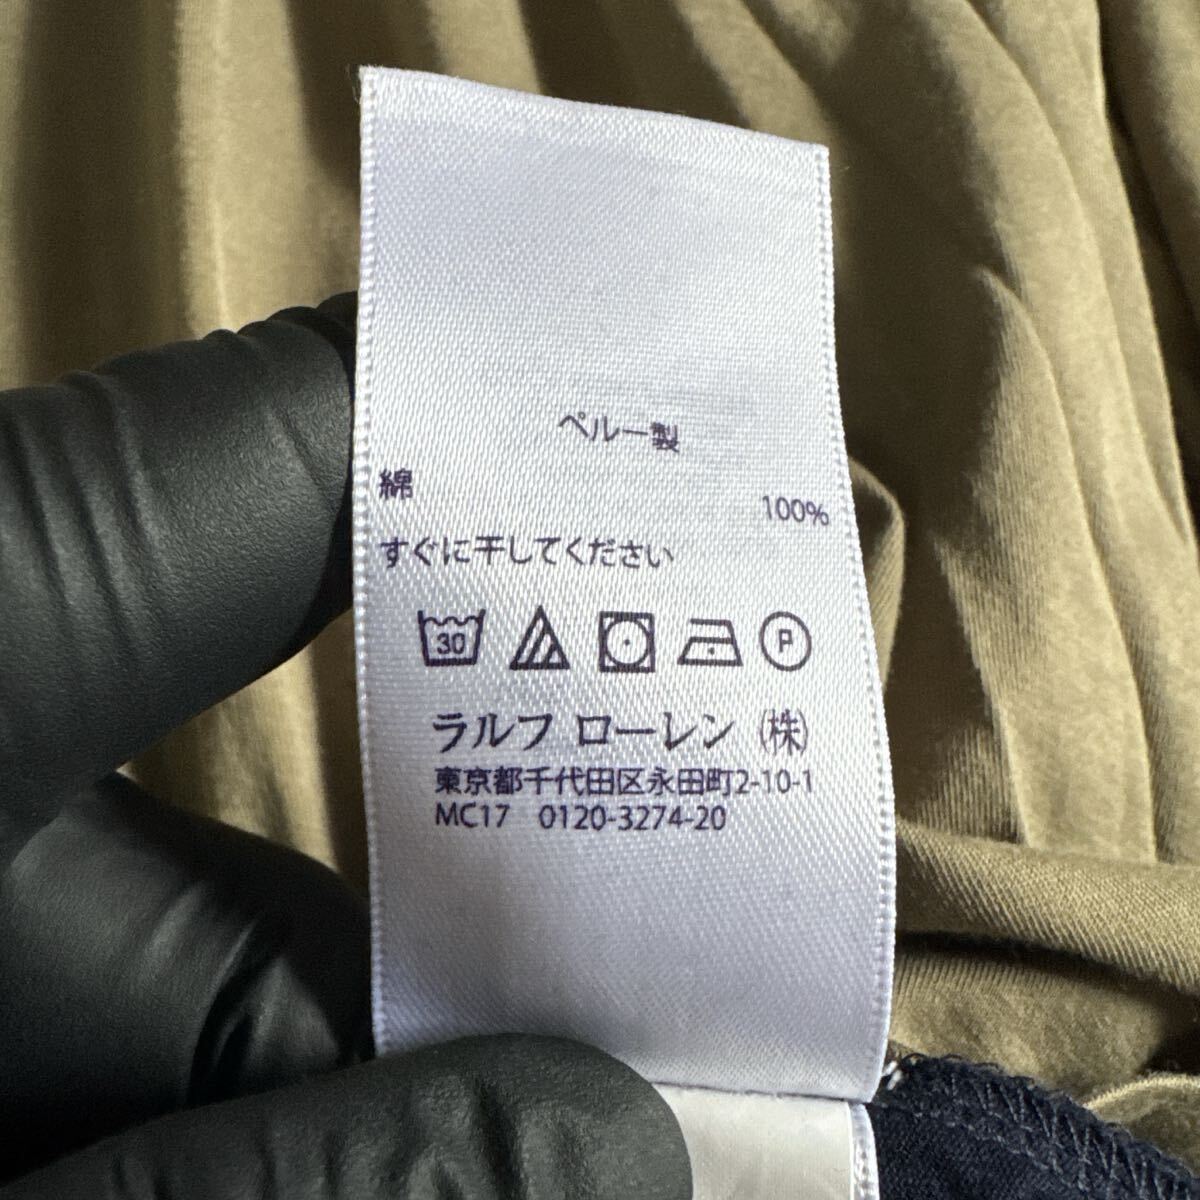 ペルー製
綿 100%
すぐに干してください
30 P
ラルフ ローレン ㈱
東京都千代田区永田町2-10-1
MC17 0120-3274-20